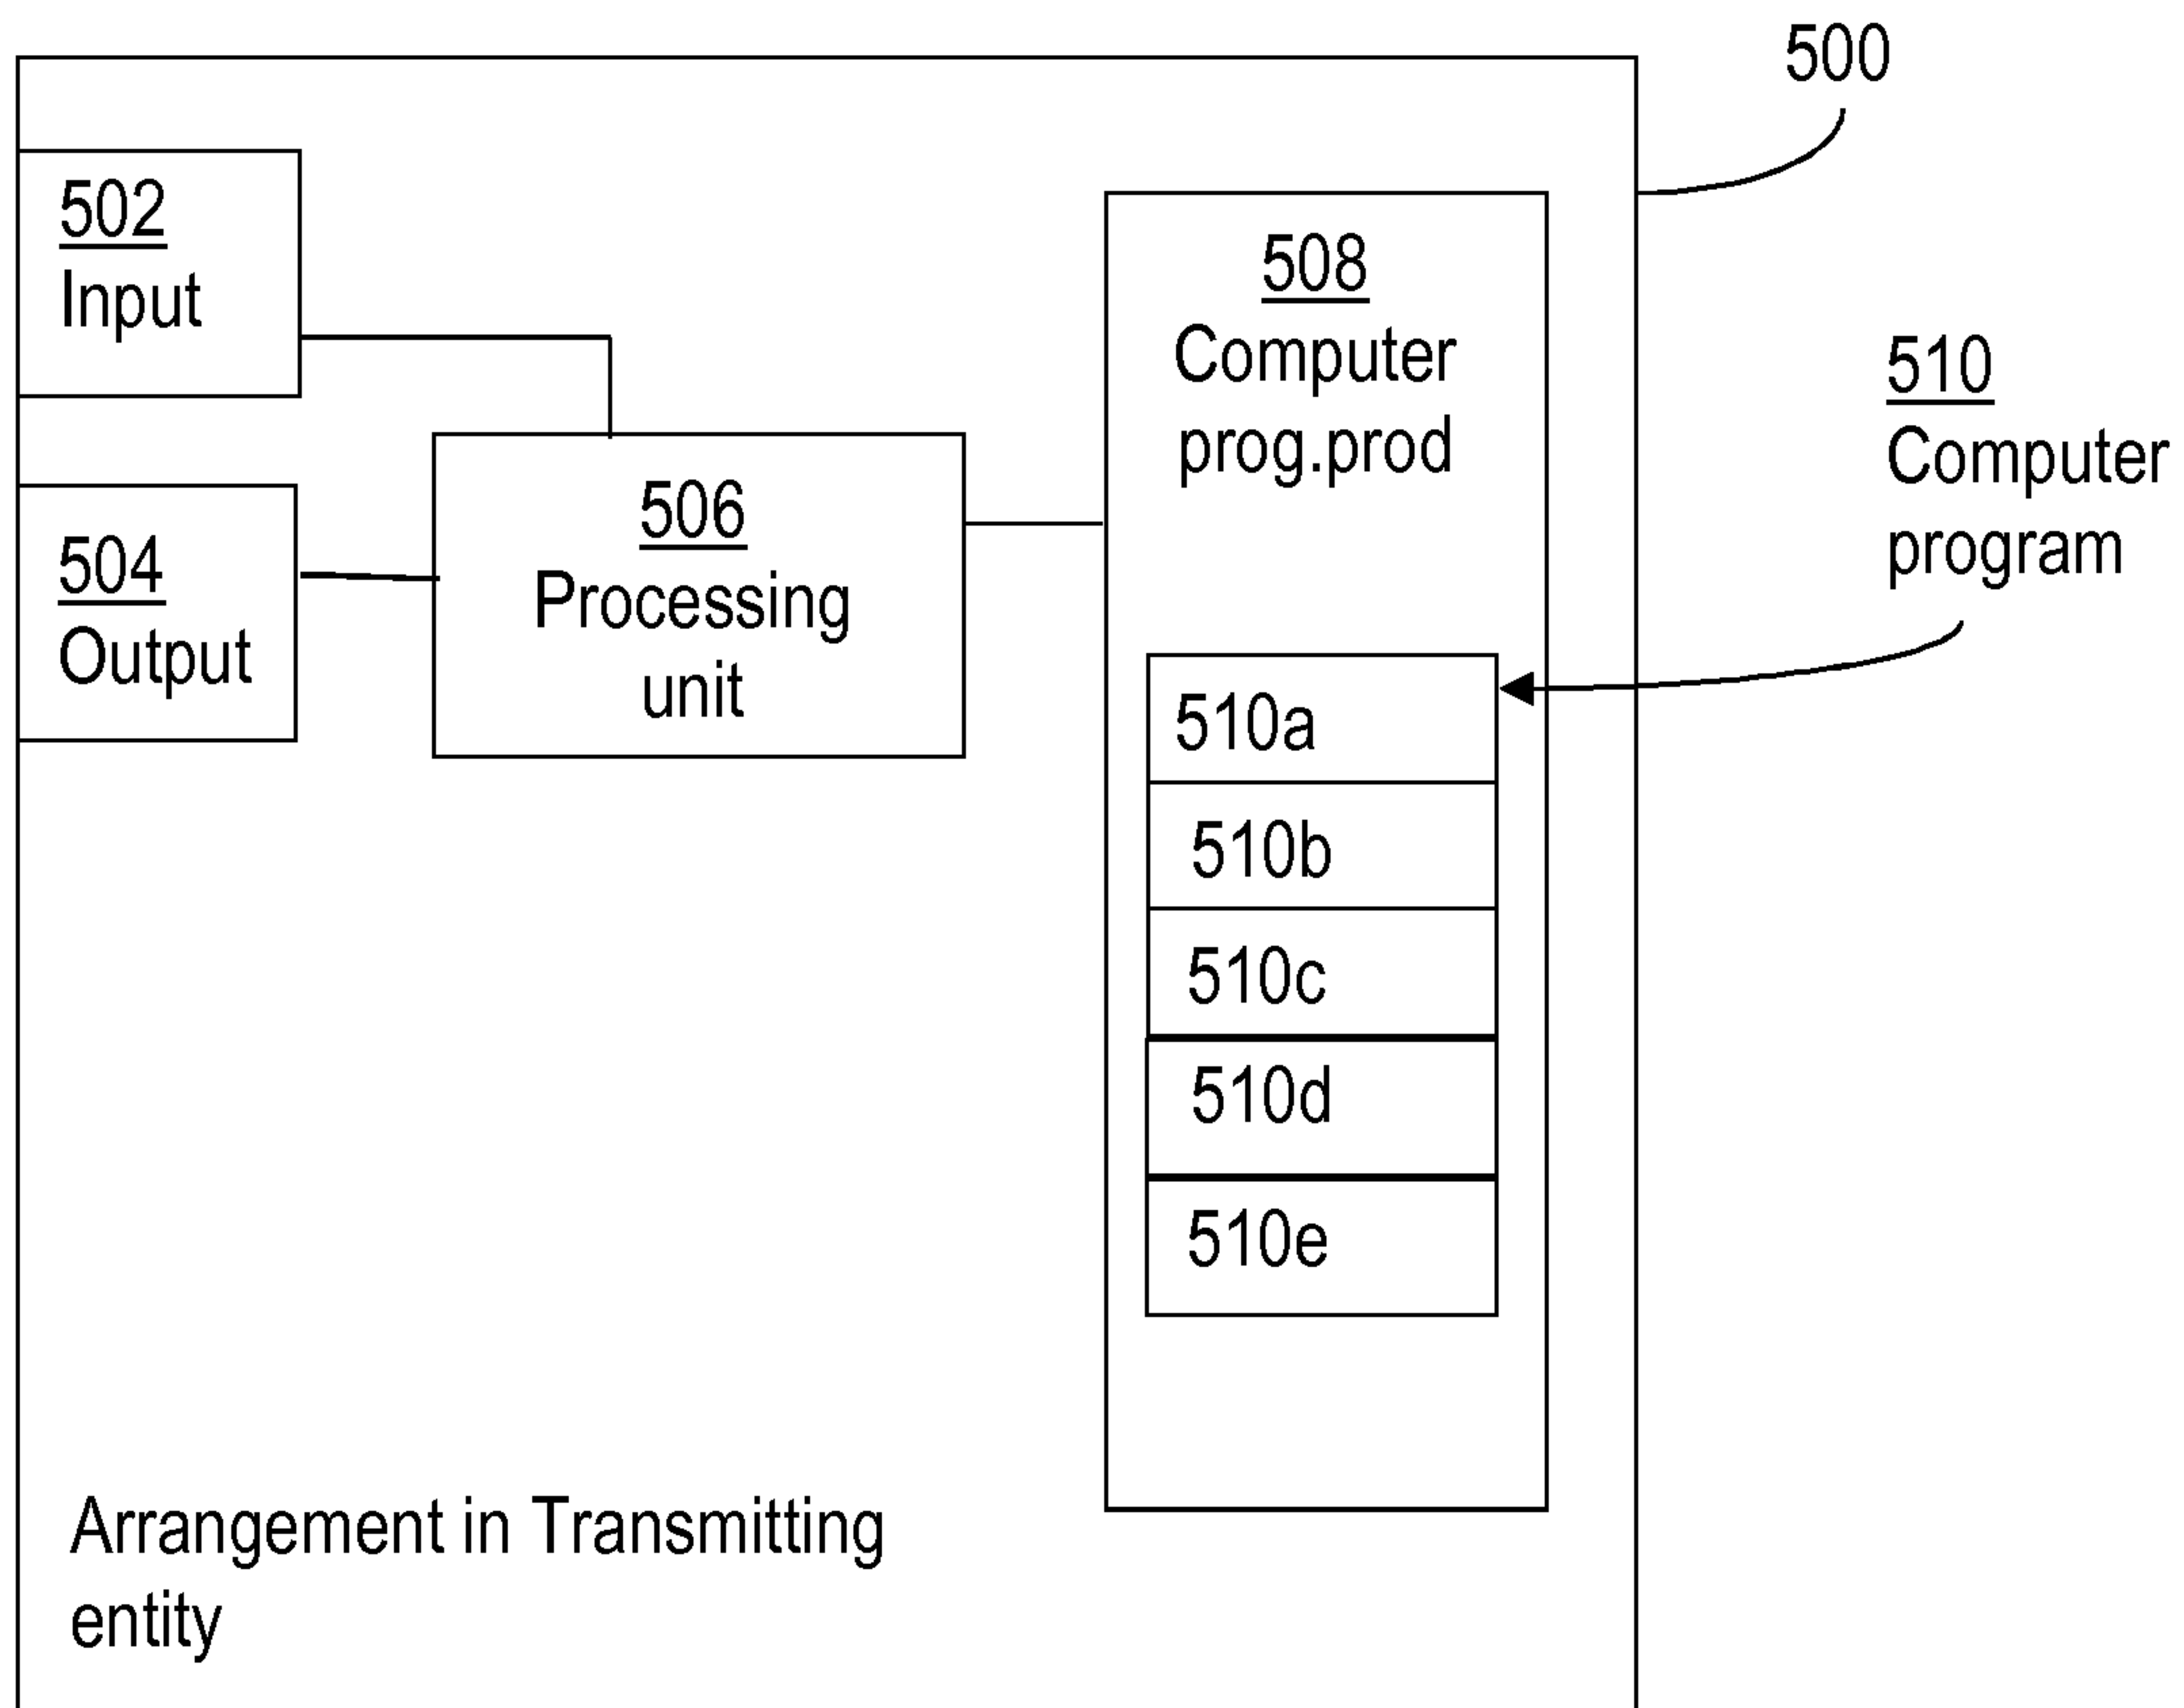 500
502
Input
504
Output
506
Processing
unit
508
Computer
prog.prod
510
Computer
program
510a
510b
510c
510d
510e
Arrangement in Transmitting
entity